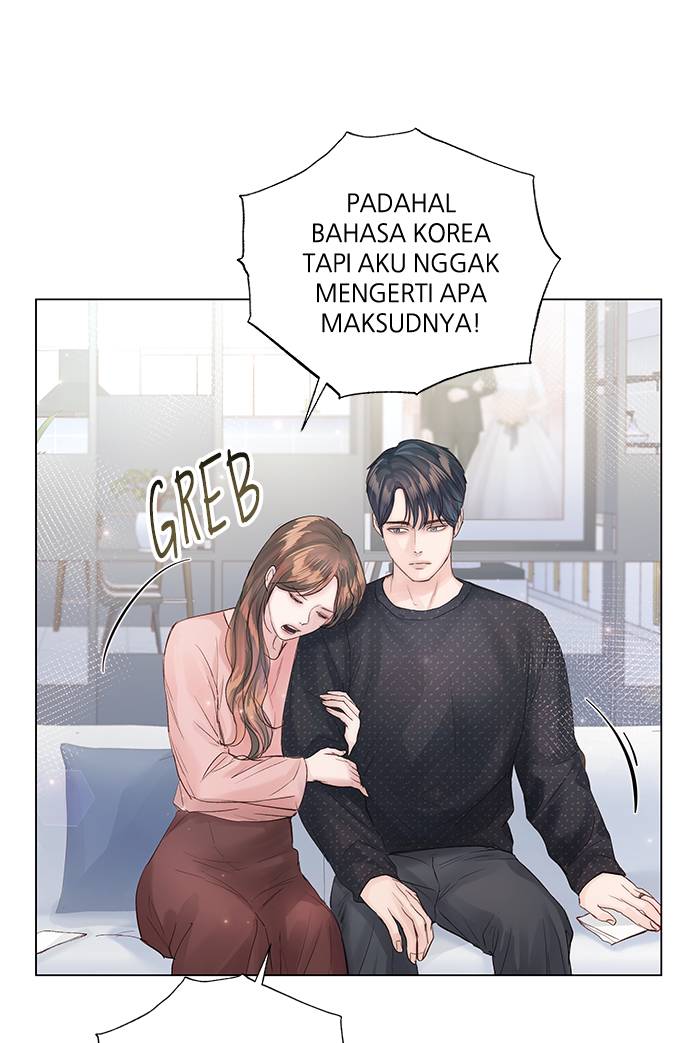 PADAHAL
BAHASA KOREA
TAPI AKU NGGAK
MENGERTI APA
MAKSUDNYA!
GREB